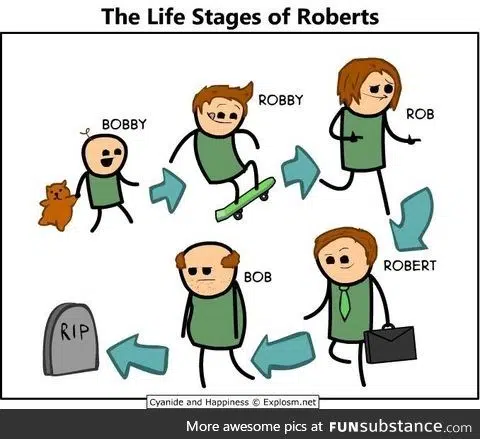 The Life Stages of Roberts
BOBBY
ROBBY
ROB
ROBERT
BOB
RIP
Cyanide and Happiness © Explosm.net
More awesome pics at FUNsubstance.com